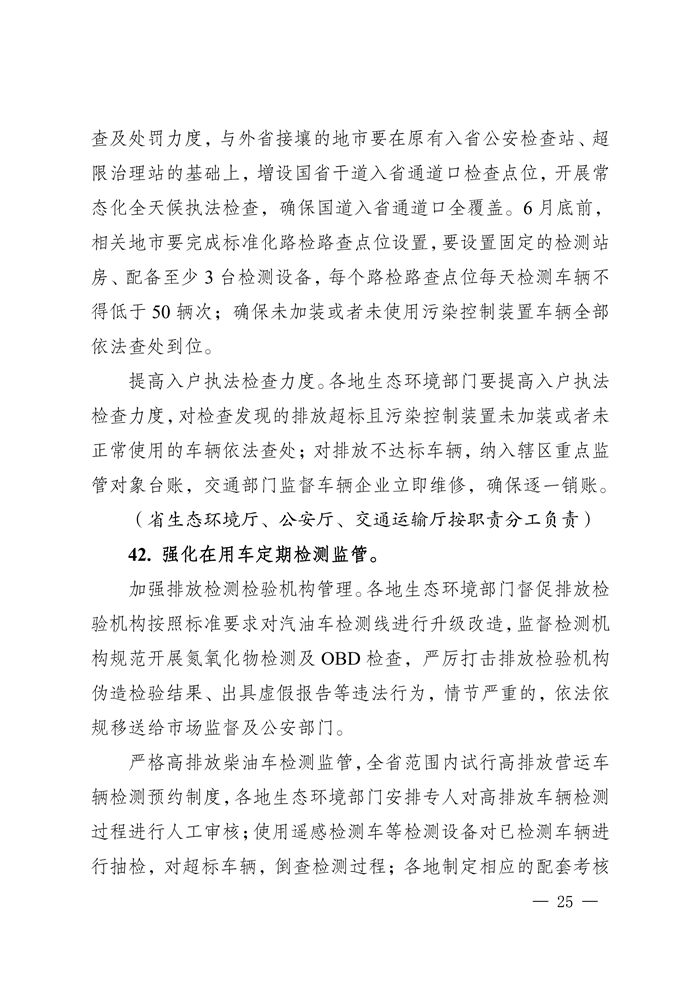 查及处罚力度，与外省接壤的地市要在原有入省公安检查站、超
限治理站的基础上，增设国省干道入省通道口检查点位，开展常
态化全天候执法检查，确保国道入省通道口全覆盖。6 月底前，
相关地市要完成标准化路检路查点位设置，要设置固定的检测站
房、配备至少 3 台检测设备，每个路检路查点位每天检测车辆不
得低于 50 辆次；确保未加装或者未使用污染控制装置车辆全部
依法查处到位。
提高入户执法检查力度。各地生态环境部门要提高入户执法
检查力度，对检查发现的排放超标且污染控制装置未加装或者未
正常使用的车辆依法查处；对排放不达标车辆，纳入辖区重点监
管对象台账，交通部门监督车辆企业立即维修，确保逐一销账。
（省生态环境厅、公安厅、交通运输厅按职责分工负责）
42. 强化在用车定期检测监管。
加强排放检测检验机构管理。各地生态环境部门督促排放检
验机构按照标准要求对汽油车检测线进行升级改造，监督检测机
构规范开展氮氧化物检测及 OBD 检查，严厉打击排放检验机构
伪造检验结果、出具虚假报告等违法行为，情节严重的，依法依
规移送给市场监督及公安部门。
严格高排放柴油车检测监管，全省范围内试行高排放营运车
辆检测预约制度，各地生态环境部门安排专人对高排放车辆检测
过程进行人工审核；使用遥感检测车等检测设备对已检测车辆进
行抽检，对超标车辆，倒查检测过程；各地制定相应的配套考核
— 25 —